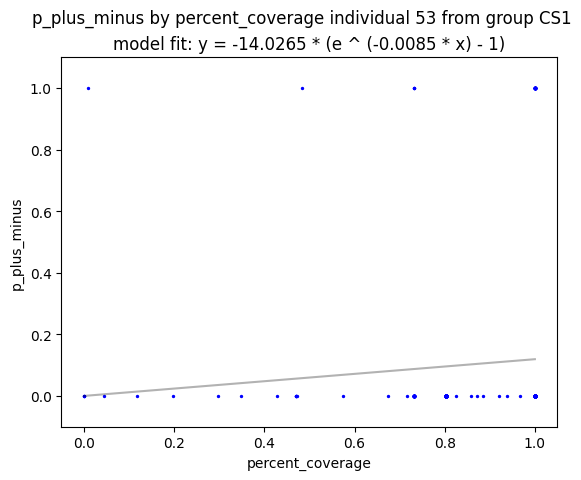 p_plus_minus by percent_coverage individual 53 from group CS1
model fit: y = -14.0265 * (e ^ (-0.0085 * x) - 1)
1.0
0.8
0.6
0.4
0.2
0.0
p_plus_minus
0.0 0.2 0.4 0.6 0.8 1.0
percent_coverage